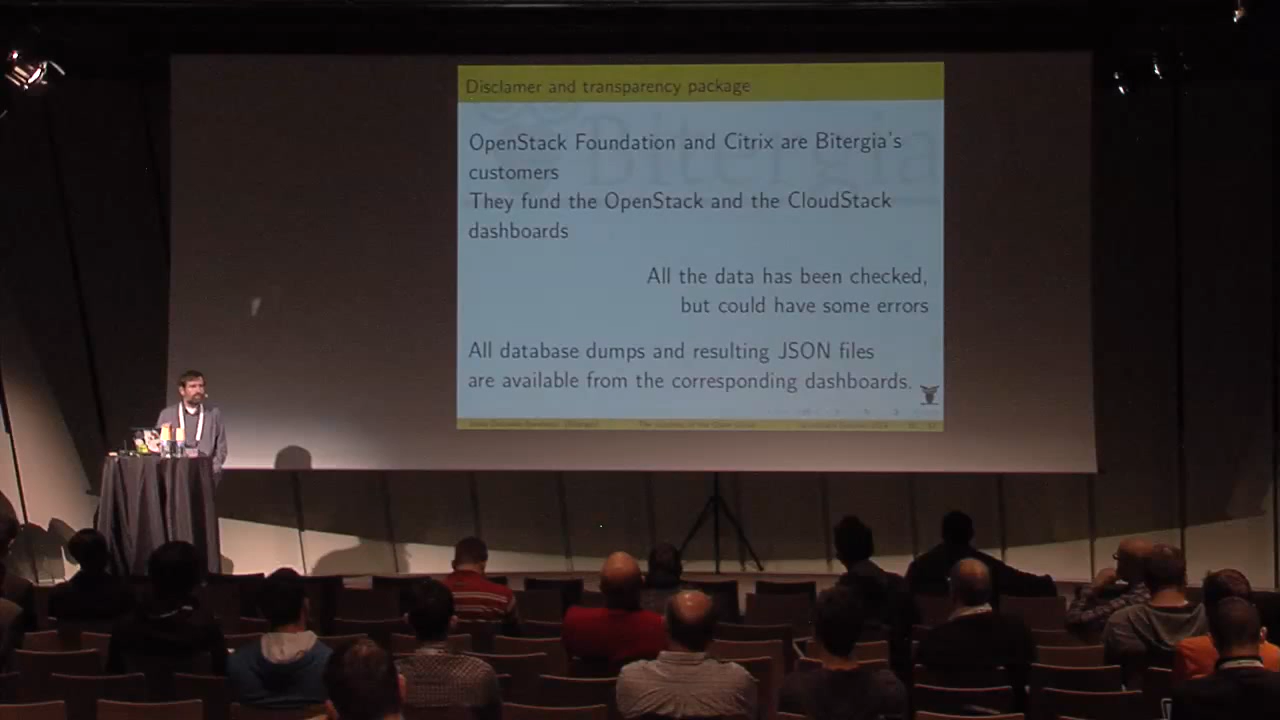 Disclamer and transparency package
Bitergia
OpenStack Foundation and Citrix are Bitergia's
customers
They fund the OpenStack and the CloudStack
dashboards
All the data has been checked,
but could have some errors
All database dumps and resulting JSON files
are available from the corresponding dashboards.